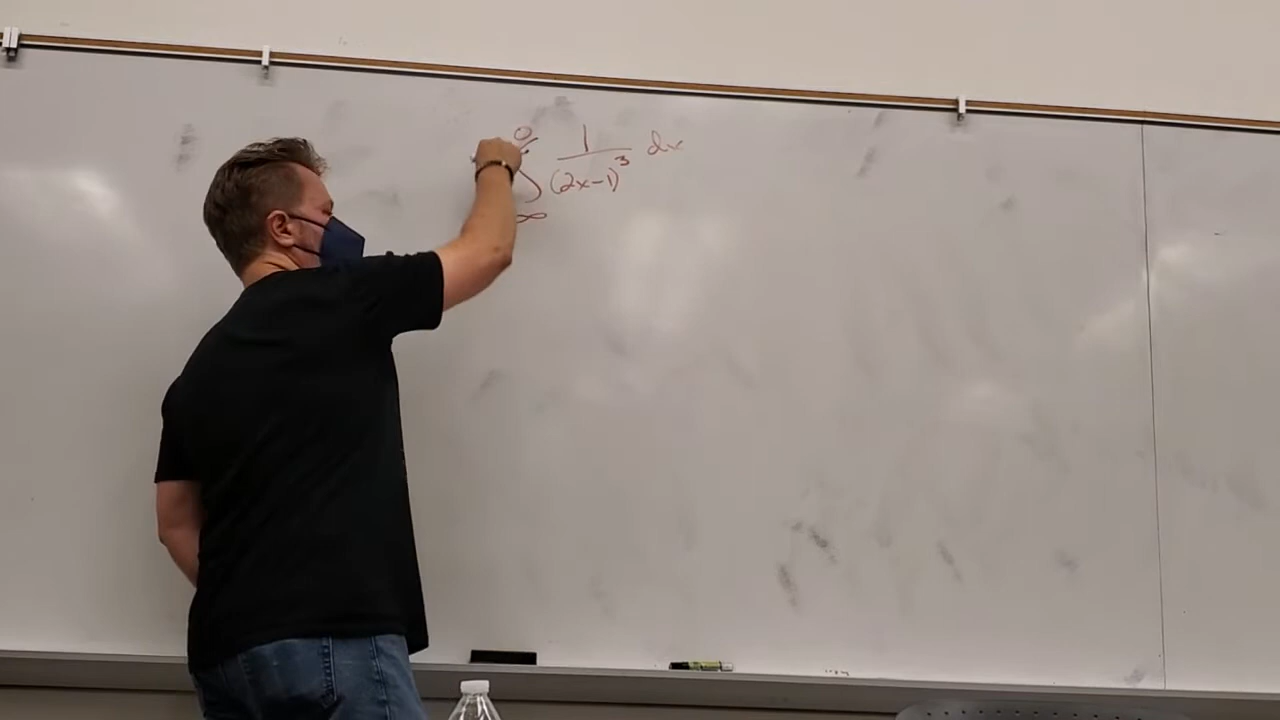 ∫_∞^0 1/(2x-1)^3 dx